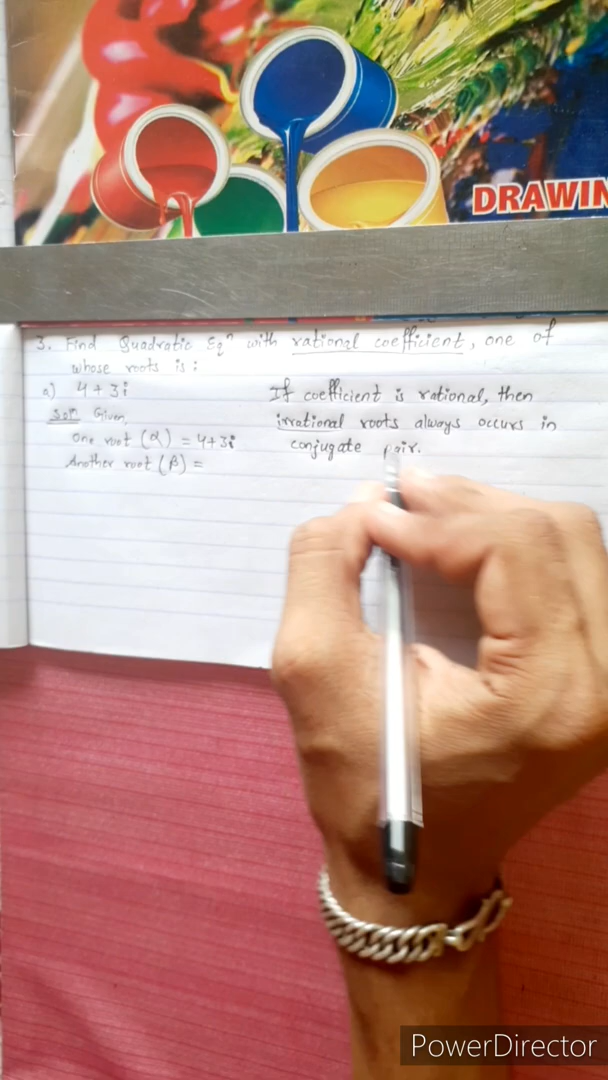 DRAWIN
3. Find Quadratic Eqⁿ with rational coefficient, one of
whose roots is:
a) 4 + 3i
Solⁿ Given,
One root (α) = 4+3i
Another root (β) =
If coefficient is rational, then
irrational roots always occurs in
conjugate pair.
PowerDirector